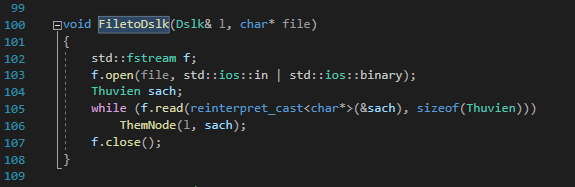 99
100 void FiletoDslk(Dslk& l, char* file)
101 {
102 std::fstream f;
103 f.open(file, std::ios::in | std::ios::binary);
104 Thuvien sach;
105 while (f.read(reinterpret_cast<char*>(&sach), sizeof(Thuvien)))
106 ThemNode(l, sach);
107 f.close();
108 }
109